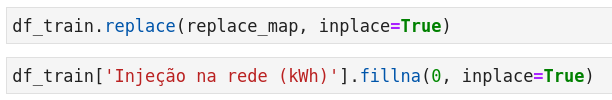 df_train.replace(replace_map, inplace=True)
df_train['Injeção na rede (kWh)'].fillna(0, inplace=True)